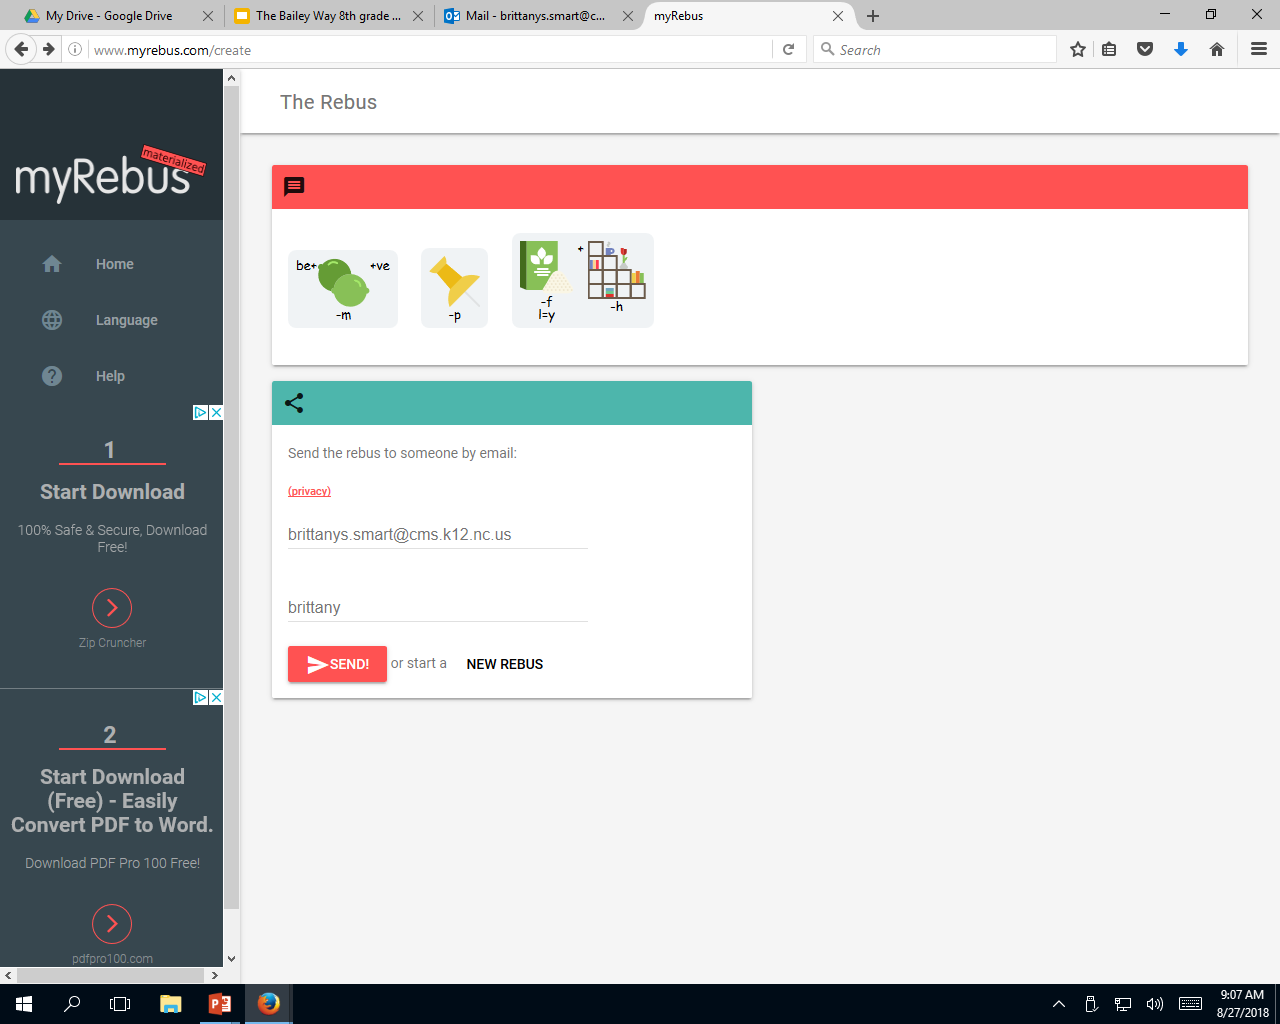 My Drive - Google Drive
The Bailey Way 8th grade ...
Mail - brittanys.smart@c...
myRebus
www.myrebus.com/create
Search
materialized
myRebus
Home
Language
Help
1
Start Download
100% Safe & Secure, Download
Free!
Zip Cruncher
2
Start Download
(Free) - Easily
Convert PDF to Word.
Download PDF Pro 100 Free!
pdfpro100.com
The Rebus
be+ +ve
-m
-p
+
-f
l=y
-h
Send the rebus to someone by email:
(privacy)
brittanys.smart@cms.k12.nc.us
brittany
SEND! or start a NEW REBUS
9:07 AM
8/27/2018